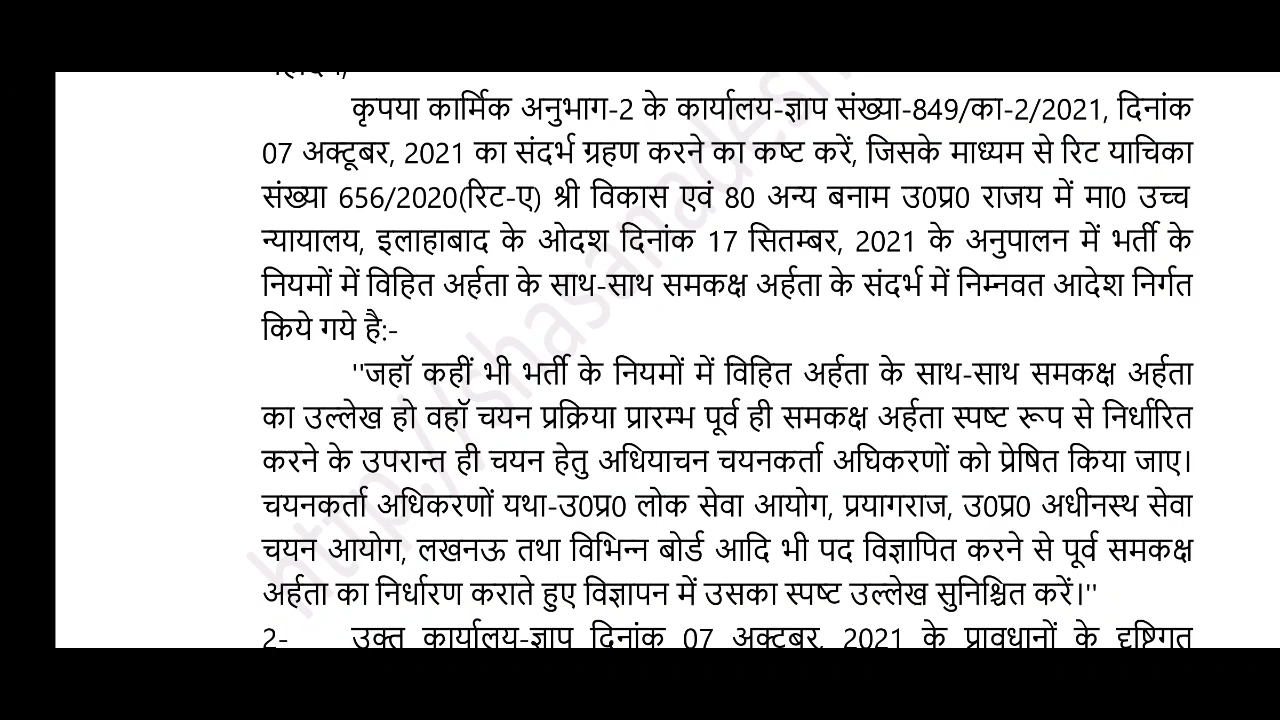 कृपया कार्मिक अनुभाग-2 के कार्यालय-ज्ञाप संख्या-849/का-2/2021, दिनांक
07 अक्टूबर, 2021 का संदर्भ ग्रहण करने का कष्ट करें, जिसके माध्यम से रिट याचिका
संख्या 656/2020(रिट-ए) श्री विकास एवं 80 अन्य बनाम उ0प्र0 राजय में मा0 उच्च
न्यायालय, इलाहाबाद के ओदश दिनांक 17 सितम्बर, 2021 के अनुपालन में भर्ती के
नियमों में विहित अर्हता के साथ-साथ समकक्ष अर्हता के संदर्भ में निम्नवत आदेश निर्गत
किये गये है:-
''जहॉ कहीं भी भर्ती के नियमों में विहित अर्हता के साथ-साथ समकक्ष अर्हता
का उल्लेख हो वहॉ चयन प्रक्रिया प्रारम्भ पूर्व ही समकक्ष अर्हता स्पष्ट रूप से निर्धारित
करने के उपरान्त ही चयन हेतु अधियाचन चयनकर्ता अघिकरणों को प्रेषित किया जाए।
चयनकर्ता अधिकरणों यथा-उ0प्र0 लोक सेवा आयोग, प्रयागराज, उ0प्र0 अधीनस्थ सेवा
चयन आयोग, लखनऊ तथा विभिन्न बोर्ड आदि भी पद विज्ञापित करने से पूर्व समकक्ष
अर्हता का निर्धारण कराते हुए विज्ञापन में उसका स्पष्ट उल्लेख सुनिश्चित करें।''
2- उक्त कार्यालय-ज्ञाप दिनांक 07 अक्टूबर, 2021 के प्रावधानों के दृष्टिगत
http://shasanadesh